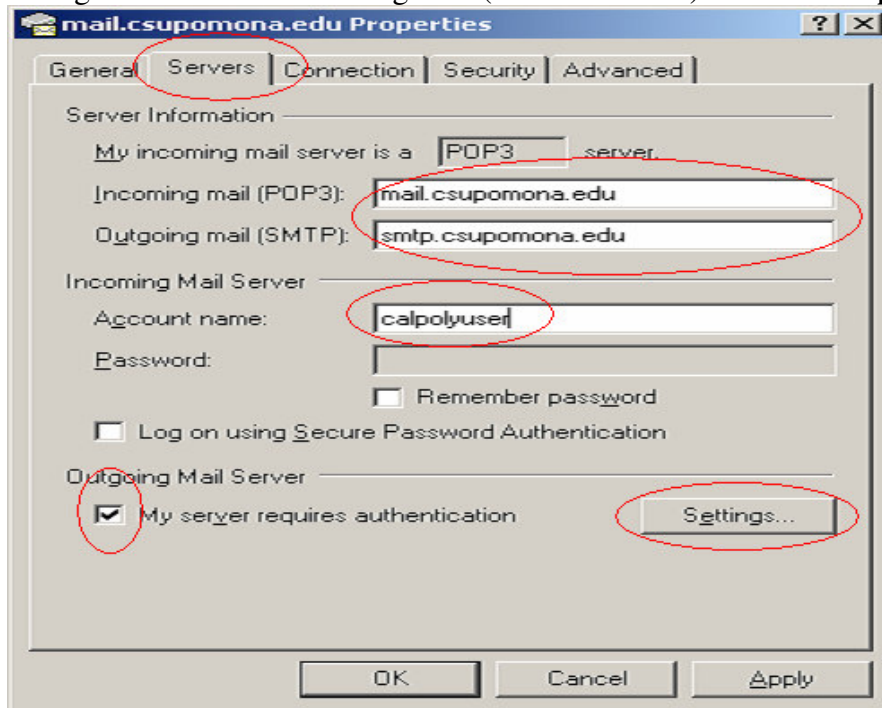 mail.csupomona.edu Properties
General Servers Connection Security Advanced
Server Information
My incoming mail server is a POP3 server.
Incoming mail (POP3): mail.csupomona.edu
Outgoing mail (SMTP): smtp.csupomona.edu
Incoming Mail Server
Account name: calpolyuser
Password:
Remember password
Log on using Secure Password Authentication
Outgoing Mail Server
My server requires authentication Settings...
OK Cancel Apply